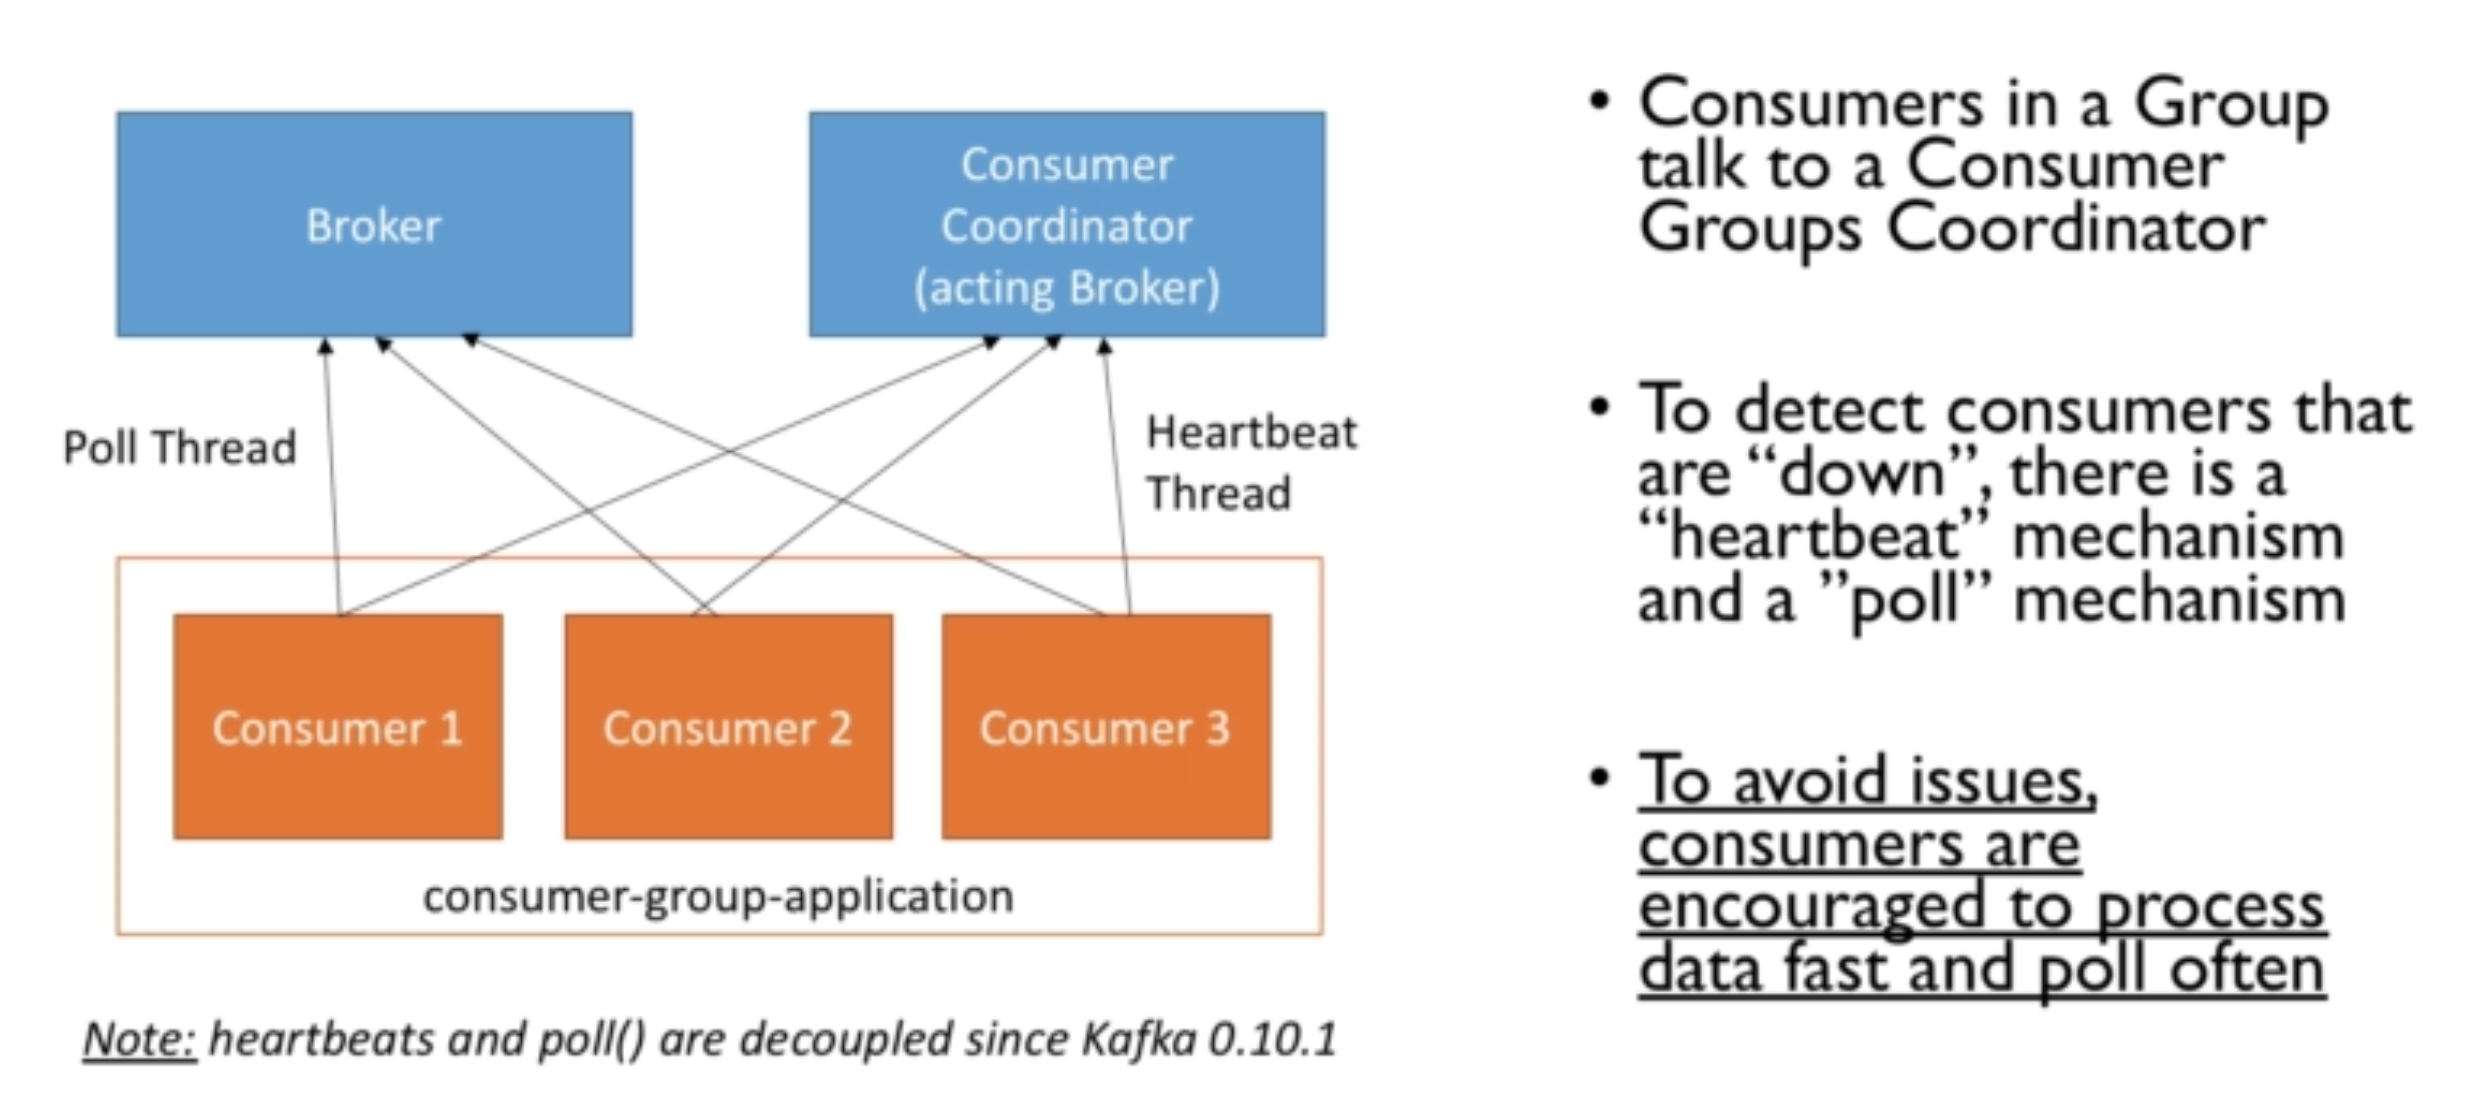 Broker
Consumer
Coordinator
(acting Broker)
Poll Thread
Heartbeat
Thread
Consumer 1
Consumer 2
Consumer 3
consumer-group-application
Note: heartbeats and poll() are decoupled since Kafka 0.10.1
• Consumers in a Group
talk to a Consumer
Groups Coordinator
• To detect consumers that
are “down”, there is a
“heartbeat” mechanism
and a ”poll” mechanism
• To avoid issues,
consumers are
encouraged to process
data fast and poll often